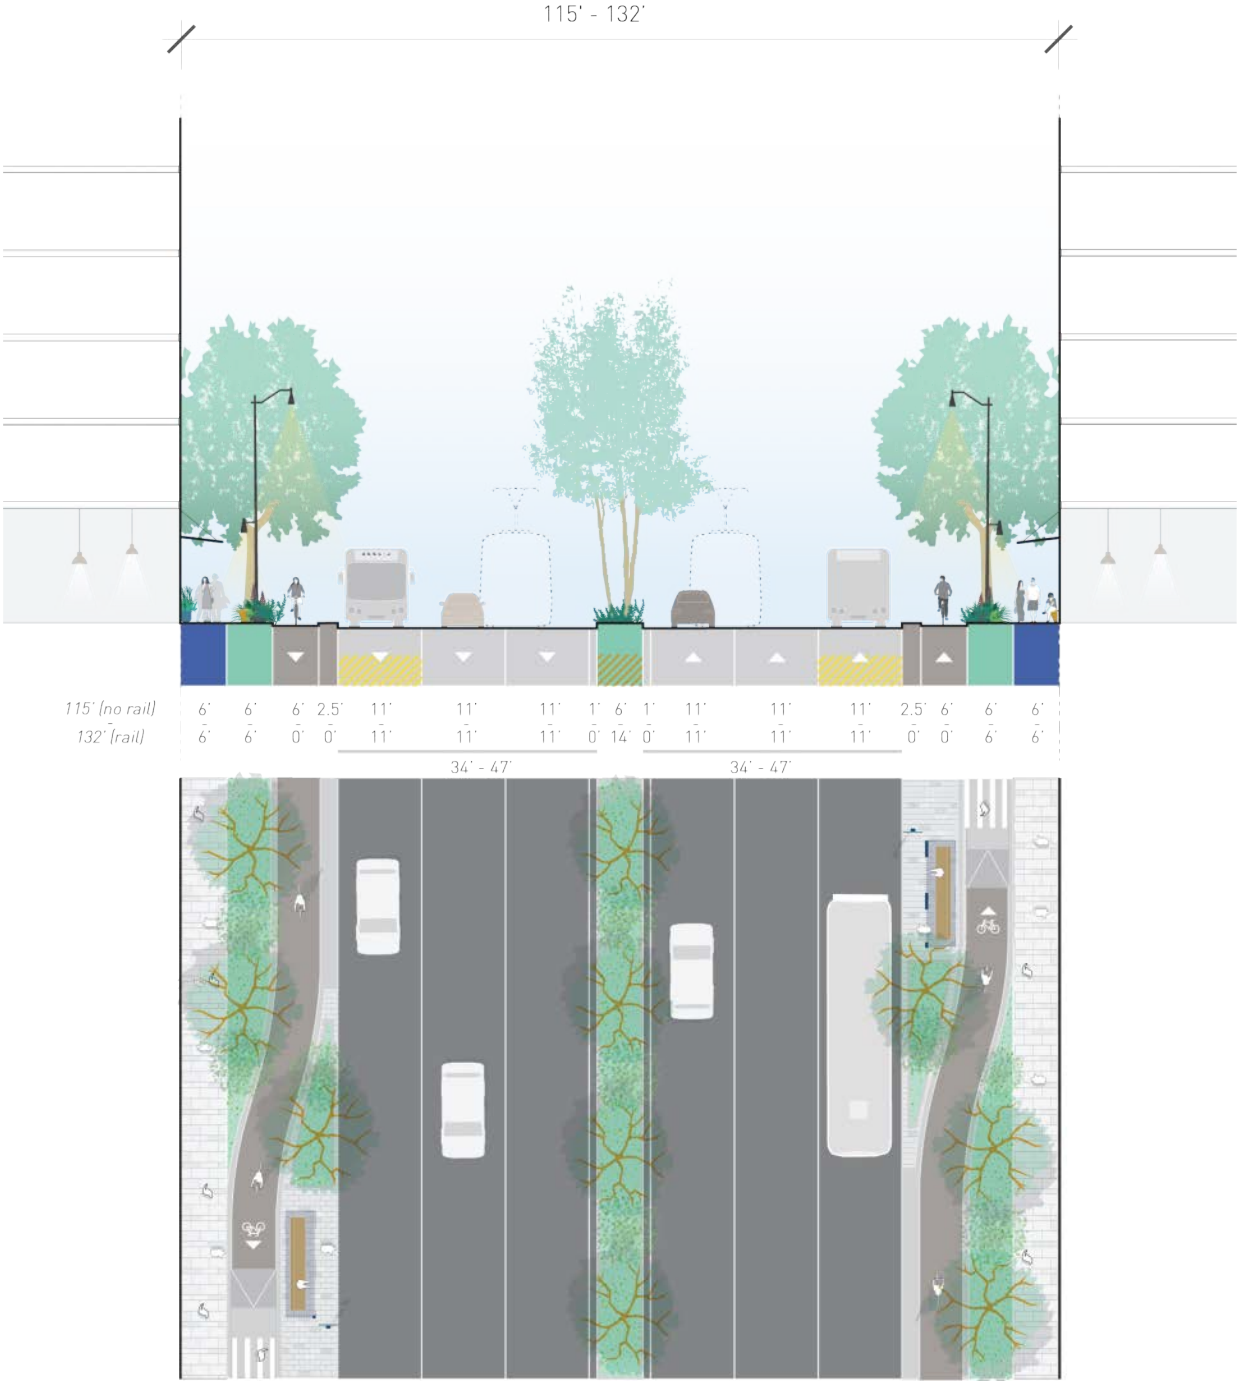 115' - 132'
115' (no rail) 6' 6' 6' 2.5' 11' 11' 11' 1' 6' 1' 11' 11' 11' 2.5' 6' 6' 6'
- - - - - - - - - - - - - - - - - -
132' (rail) 6' 6' 0' 0' 11' 11' 11' 0' 14' 0' 11' 11' 11' 0' 0' 6' 6'
34' - 47' 34' - 47'